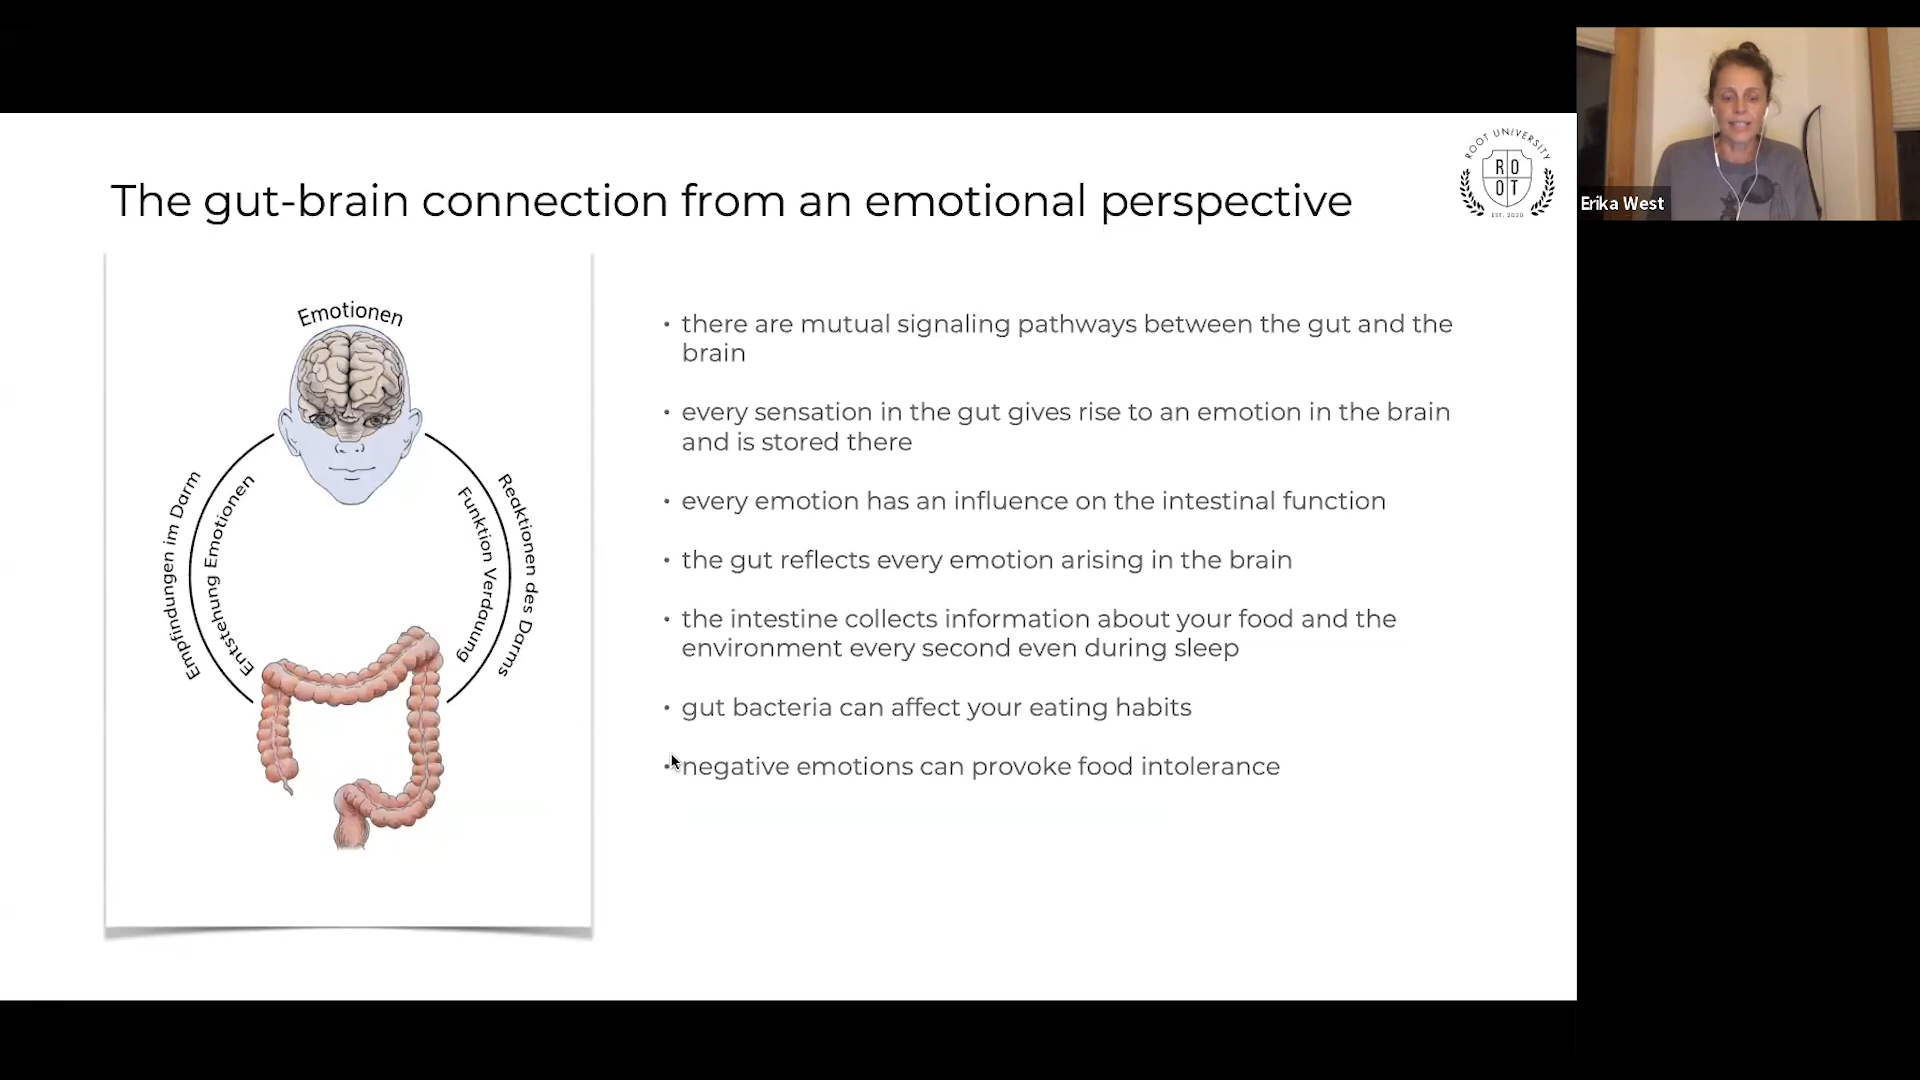 The gut-brain connection from an emotional perspective
ROOT UNIVERSITY
RO
OT
EST. 2020
Erika West
Emotionen
Empfindungen im Darm
Entstehung Emotionen
Funktion Verdauung
Reaktionen des Darms
• there are mutual signaling pathways between the gut and the
brain
• every sensation in the gut gives rise to an emotion in the brain
and is stored there
• every emotion has an influence on the intestinal function
• the gut reflects every emotion arising in the brain
• the intestine collects information about your food and the
environment every second even during sleep
• gut bacteria can affect your eating habits
• negative emotions can provoke food intolerance